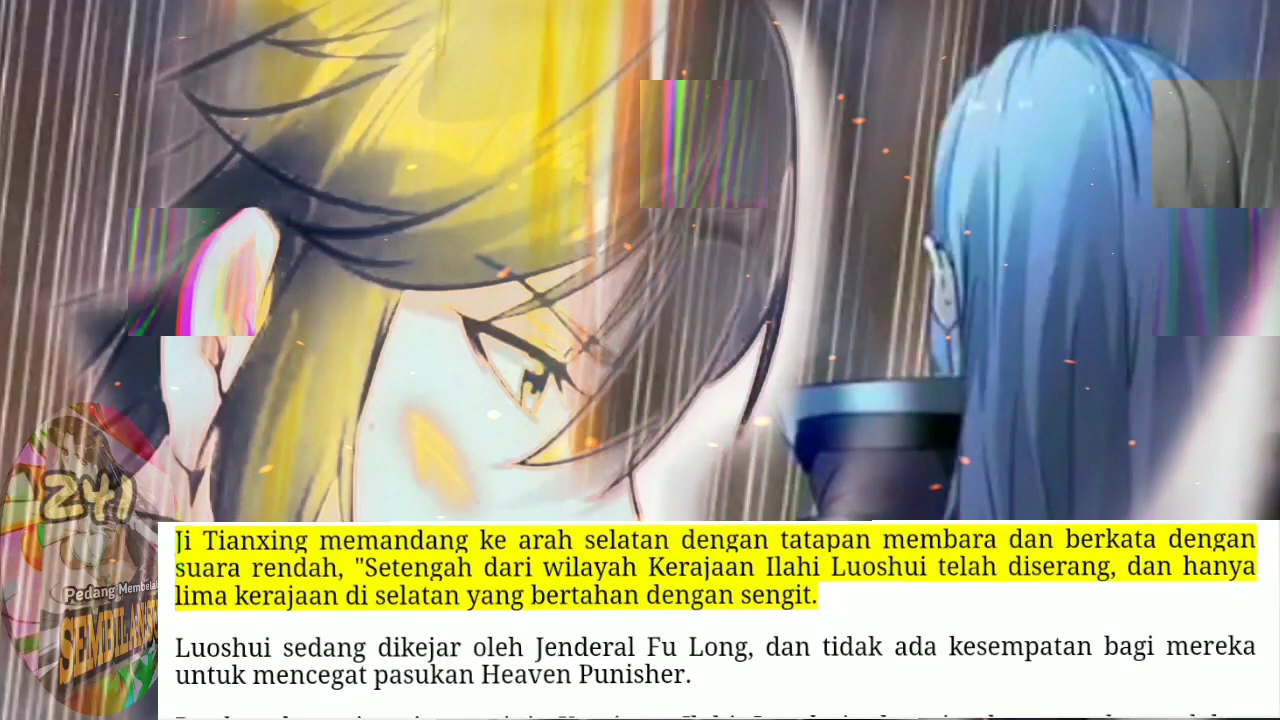 241
Pedang Membelah
SEMBILAN
Ji Tianxing memandang ke arah selatan dengan tatapan membara dan berkata dengan
suara rendah, "Setengah dari wilayah Kerajaan Ilahi Luoshui telah diserang, dan hanya
lima kerajaan di selatan yang bertahan dengan sengit.
Luoshui sedang dikejar oleh Jenderal Fu Long, dan tidak ada kesempatan bagi mereka
untuk mencegat pasukan Heaven Punisher.